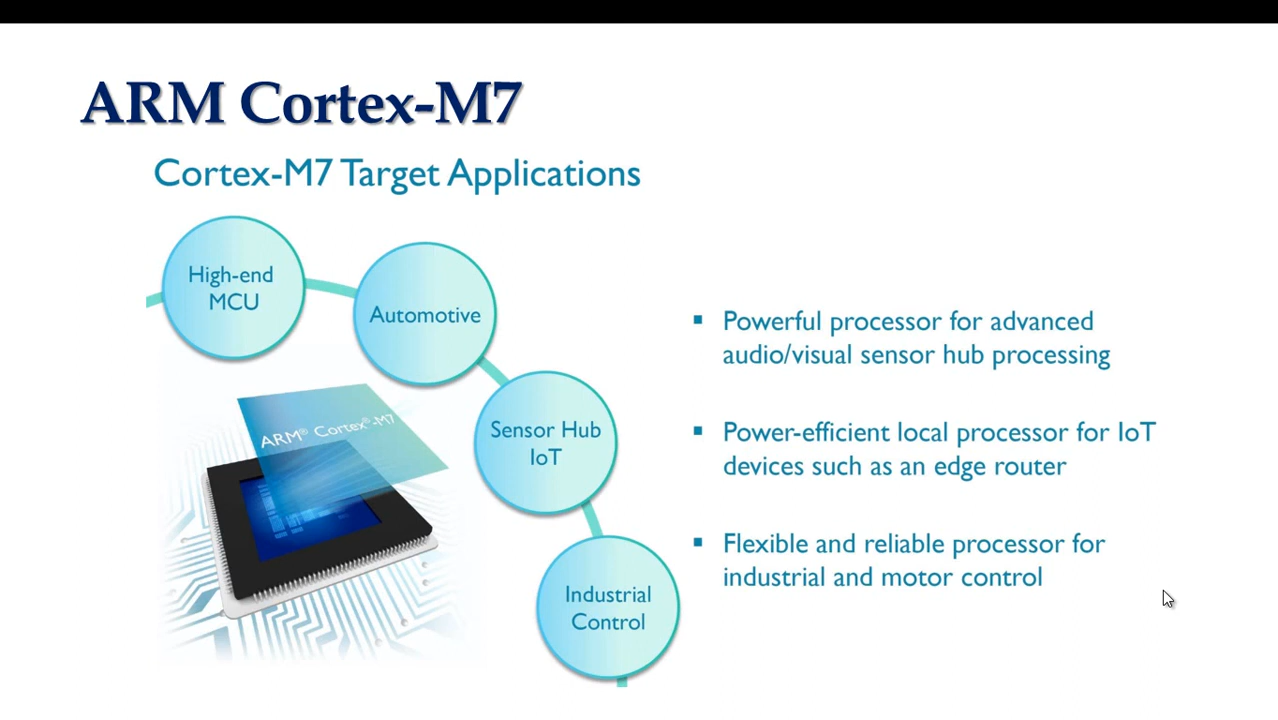 ARM Cortex-M7
Cortex-M7 Target Applications
High-end
MCU
Automotive
Sensor Hub
IoT
Industrial
Control
ARM® Cortex®-M7
Powerful processor for advanced
audio/visual sensor hub processing
Power-efficient local processor for IoT
devices such as an edge router
Flexible and reliable processor for
industrial and motor control